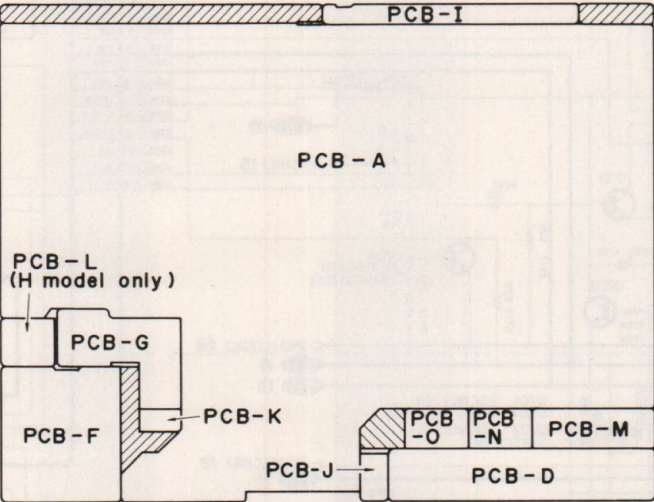 PCB-I
PCB-A
PCB-L
(H model only)
PCB-G
PCB-K
PCB
-O
PCB
-N
PCB-M
PCB-F
PCB-J
PCB-D